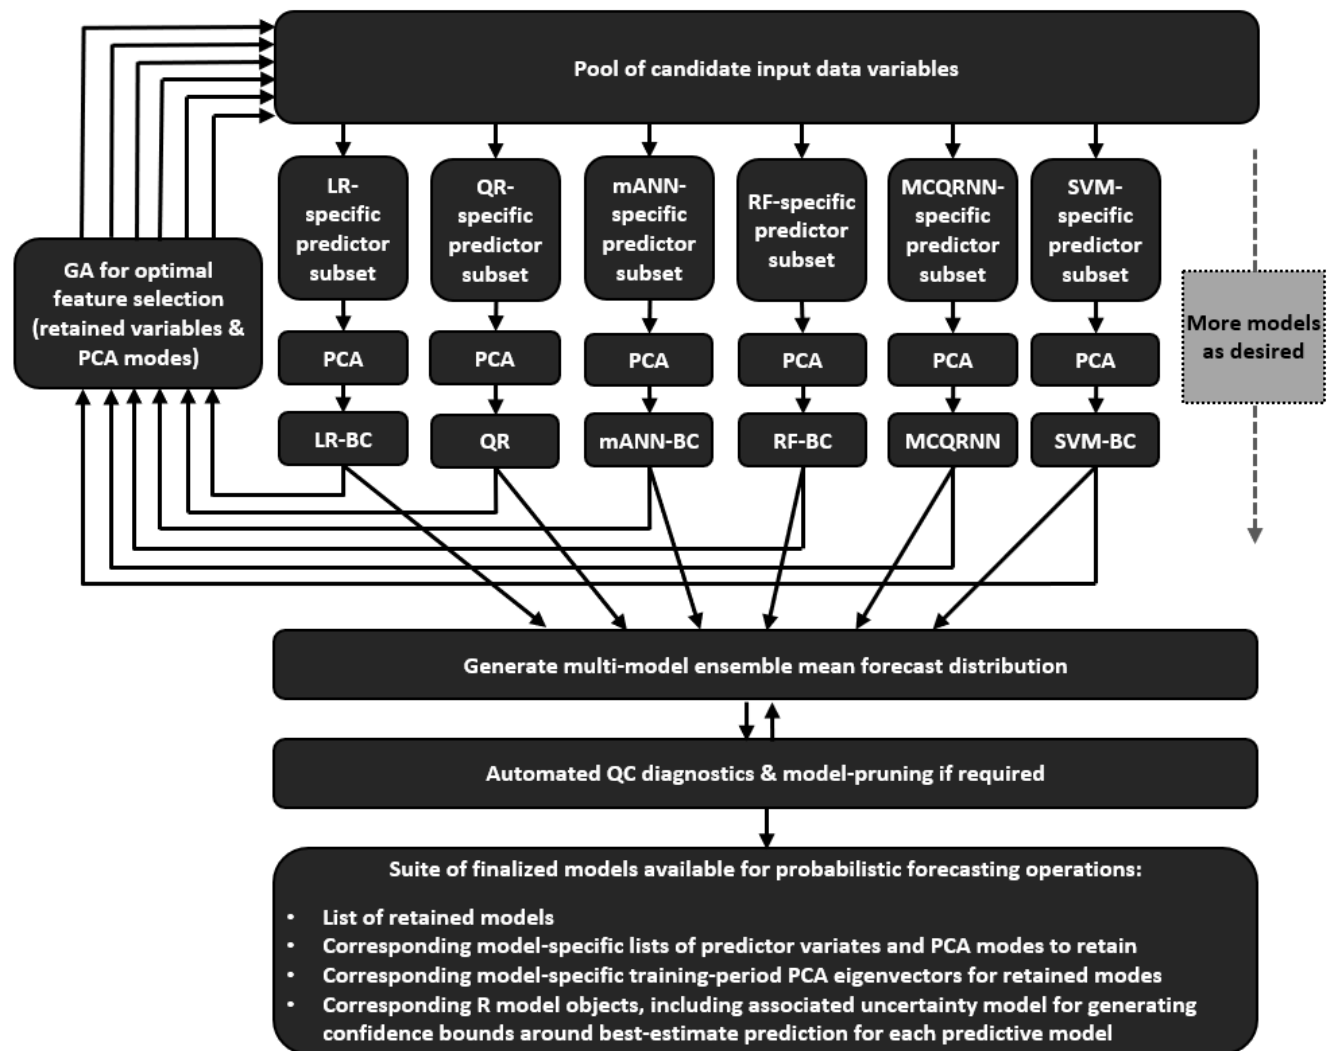 Pool of candidate input data variables
LR-
specific
predictor
subset
QR-
specific
predictor
subset
mANN-
specific
predictor
subset
RF-specific
predictor
subset
MCQRNN-
specific
predictor
subset
SVM-
specific
predictor
subset
GA for optimal
feature selection
(retained variables &
PCA modes)
More models
as desired
PCA
PCA
PCA
PCA
PCA
PCA
LR-BC
QR
mANN-BC
RF-BC
MCQRNN
SVM-BC
Generate multi-model ensemble mean forecast distribution
Automated QC diagnostics & model-pruning if required
Suite of finalized models available for probabilistic forecasting operations:
• List of retained models
• Corresponding model-specific lists of predictor variates and PCA modes to retain
• Corresponding model-specific training-period PCA eigenvectors for retained modes
• Corresponding R model objects, including associated uncertainty model for generating
confidence bounds around best-estimate prediction for each predictive model